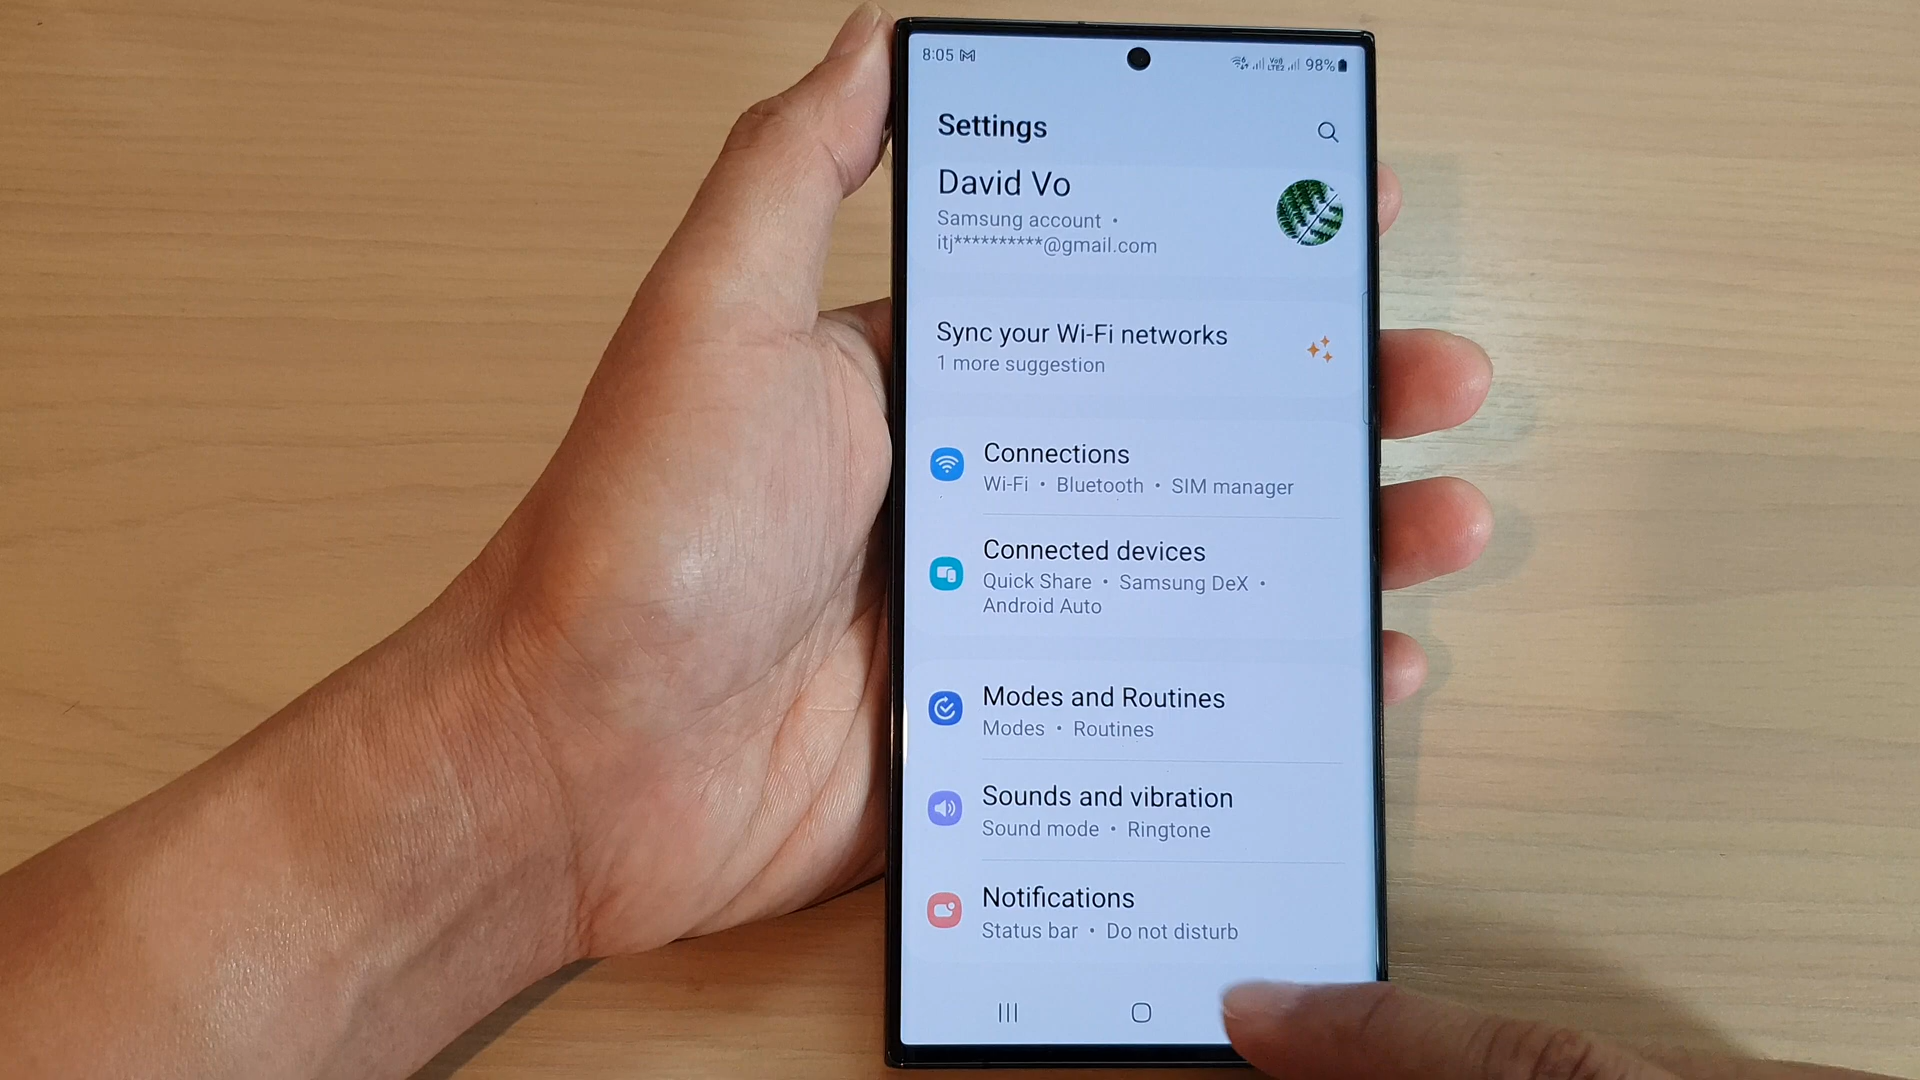 8:05
98%
Settings
David Vo
Samsung account •
itj**********@gmail.com
Sync your Wi-Fi networks
1 more suggestion
Connections
Wi-Fi • Bluetooth • SIM manager
Connected devices
Quick Share • Samsung DeX •
Android Auto
Modes and Routines
Modes • Routines
Sounds and vibration
Sound mode • Ringtone
Notifications
Status bar • Do not disturb